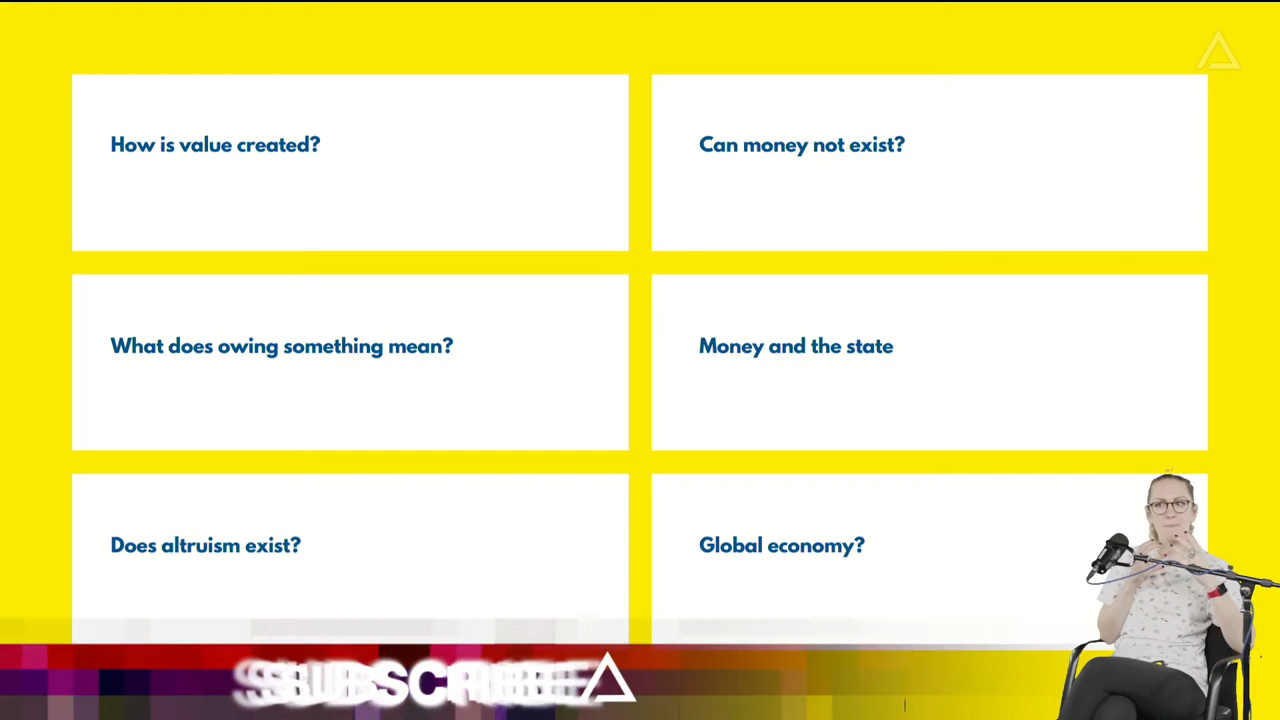 How is value created?
Can money not exist?
What does owing something mean?
Money and the state
Does altruism exist?
Global economy?
SUBSCRIBE